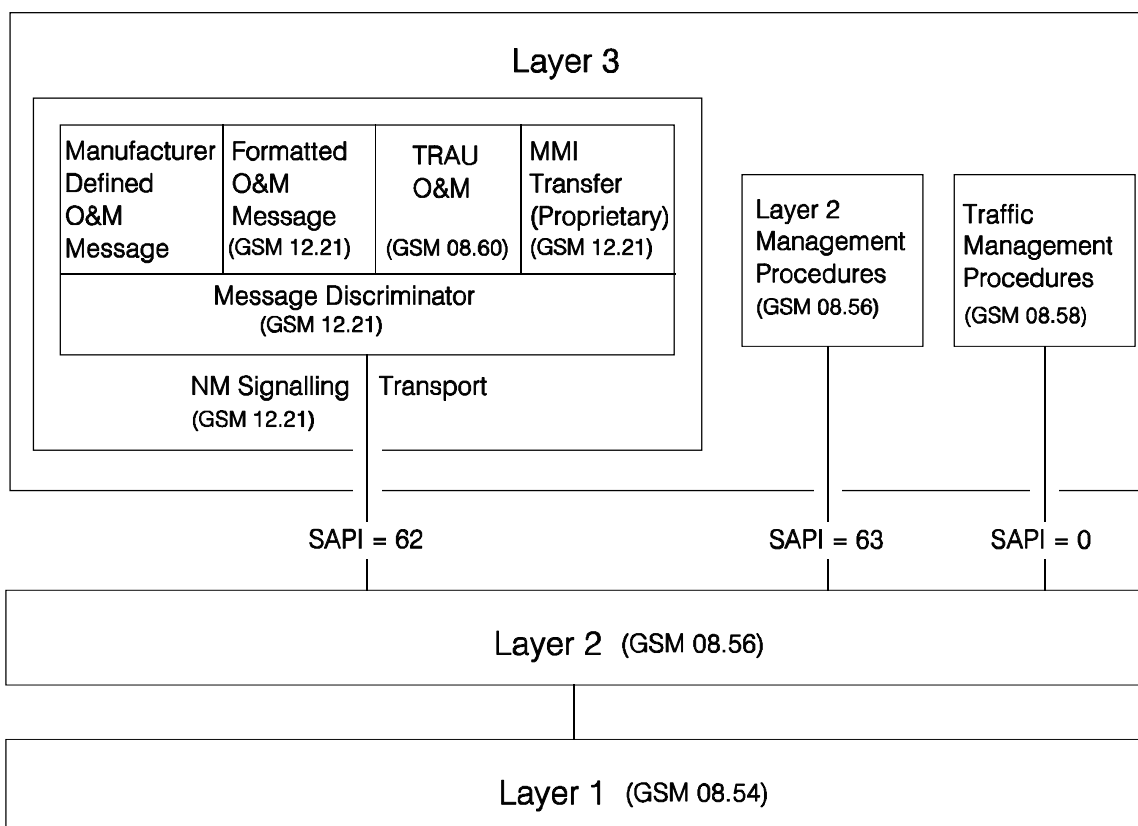 Layer 3
Manufacturer
Defined
O&M
Message
Formatted
O&M
Message
(GSM 12.21)
TRAU
O&M
(GSM 08.60)
MMI
Transfer
(Proprietary)
(GSM 12.21)
Message Discriminator
(GSM 12.21)
NM Signalling Transport
(GSM 12.21)
Layer 2
Management
Procedures
(GSM 08.56)
Traffic
Management
Procedures
(GSM 08.58)
SAPI = 62
SAPI = 63
SAPI = 0
Layer 2 (GSM 08.56)
Layer 1 (GSM 08.54)